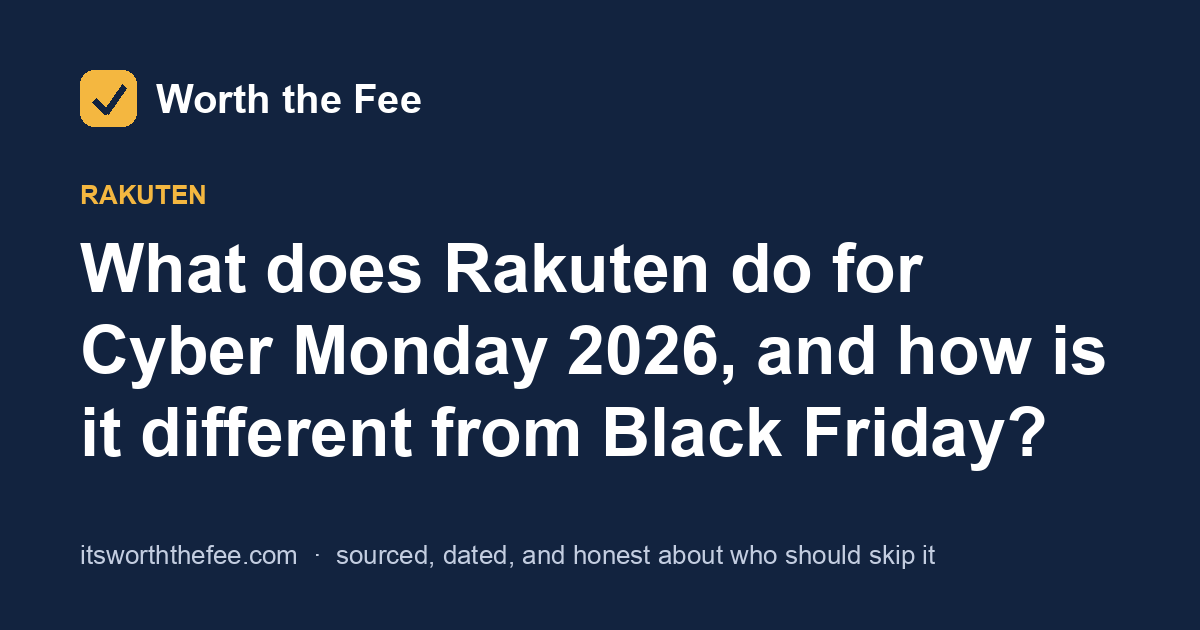 Worth the Fee
RAKUTEN
What does Rakuten do for
Cyber Monday 2026, and how is
it different from Black Friday?
itsworththefee.com · sourced, dated, and honest about who should skip it